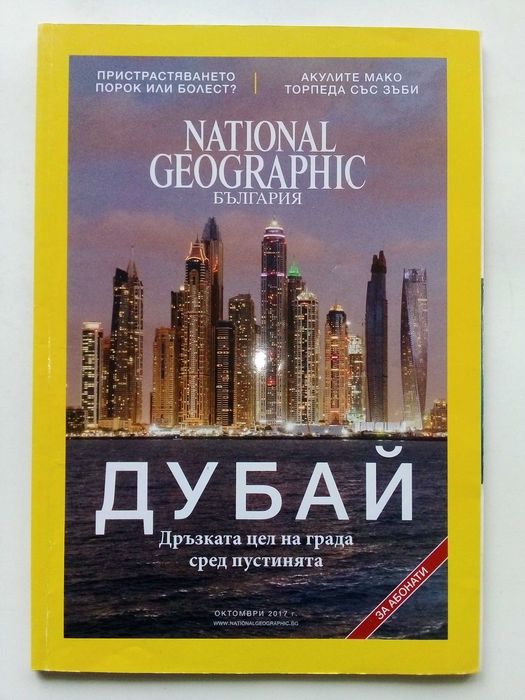 ПРИСТРАСТЯВАНЕТО
ПОРОК ИЛИ БОЛЕСТ?
АКУЛИТЕ МАКО
ТОРПЕДА СЪС ЗЪБИ
NATIONAL
GEOGRAPHIC
БЪЛГАРИЯ
ДУБАЙ
Дръзката цел на града
сред пустинята
ЗА АБОНАТИ
ОКТОМВРИ 2017 г.
WWW.NATIONALGEOGRAPHIC.BG